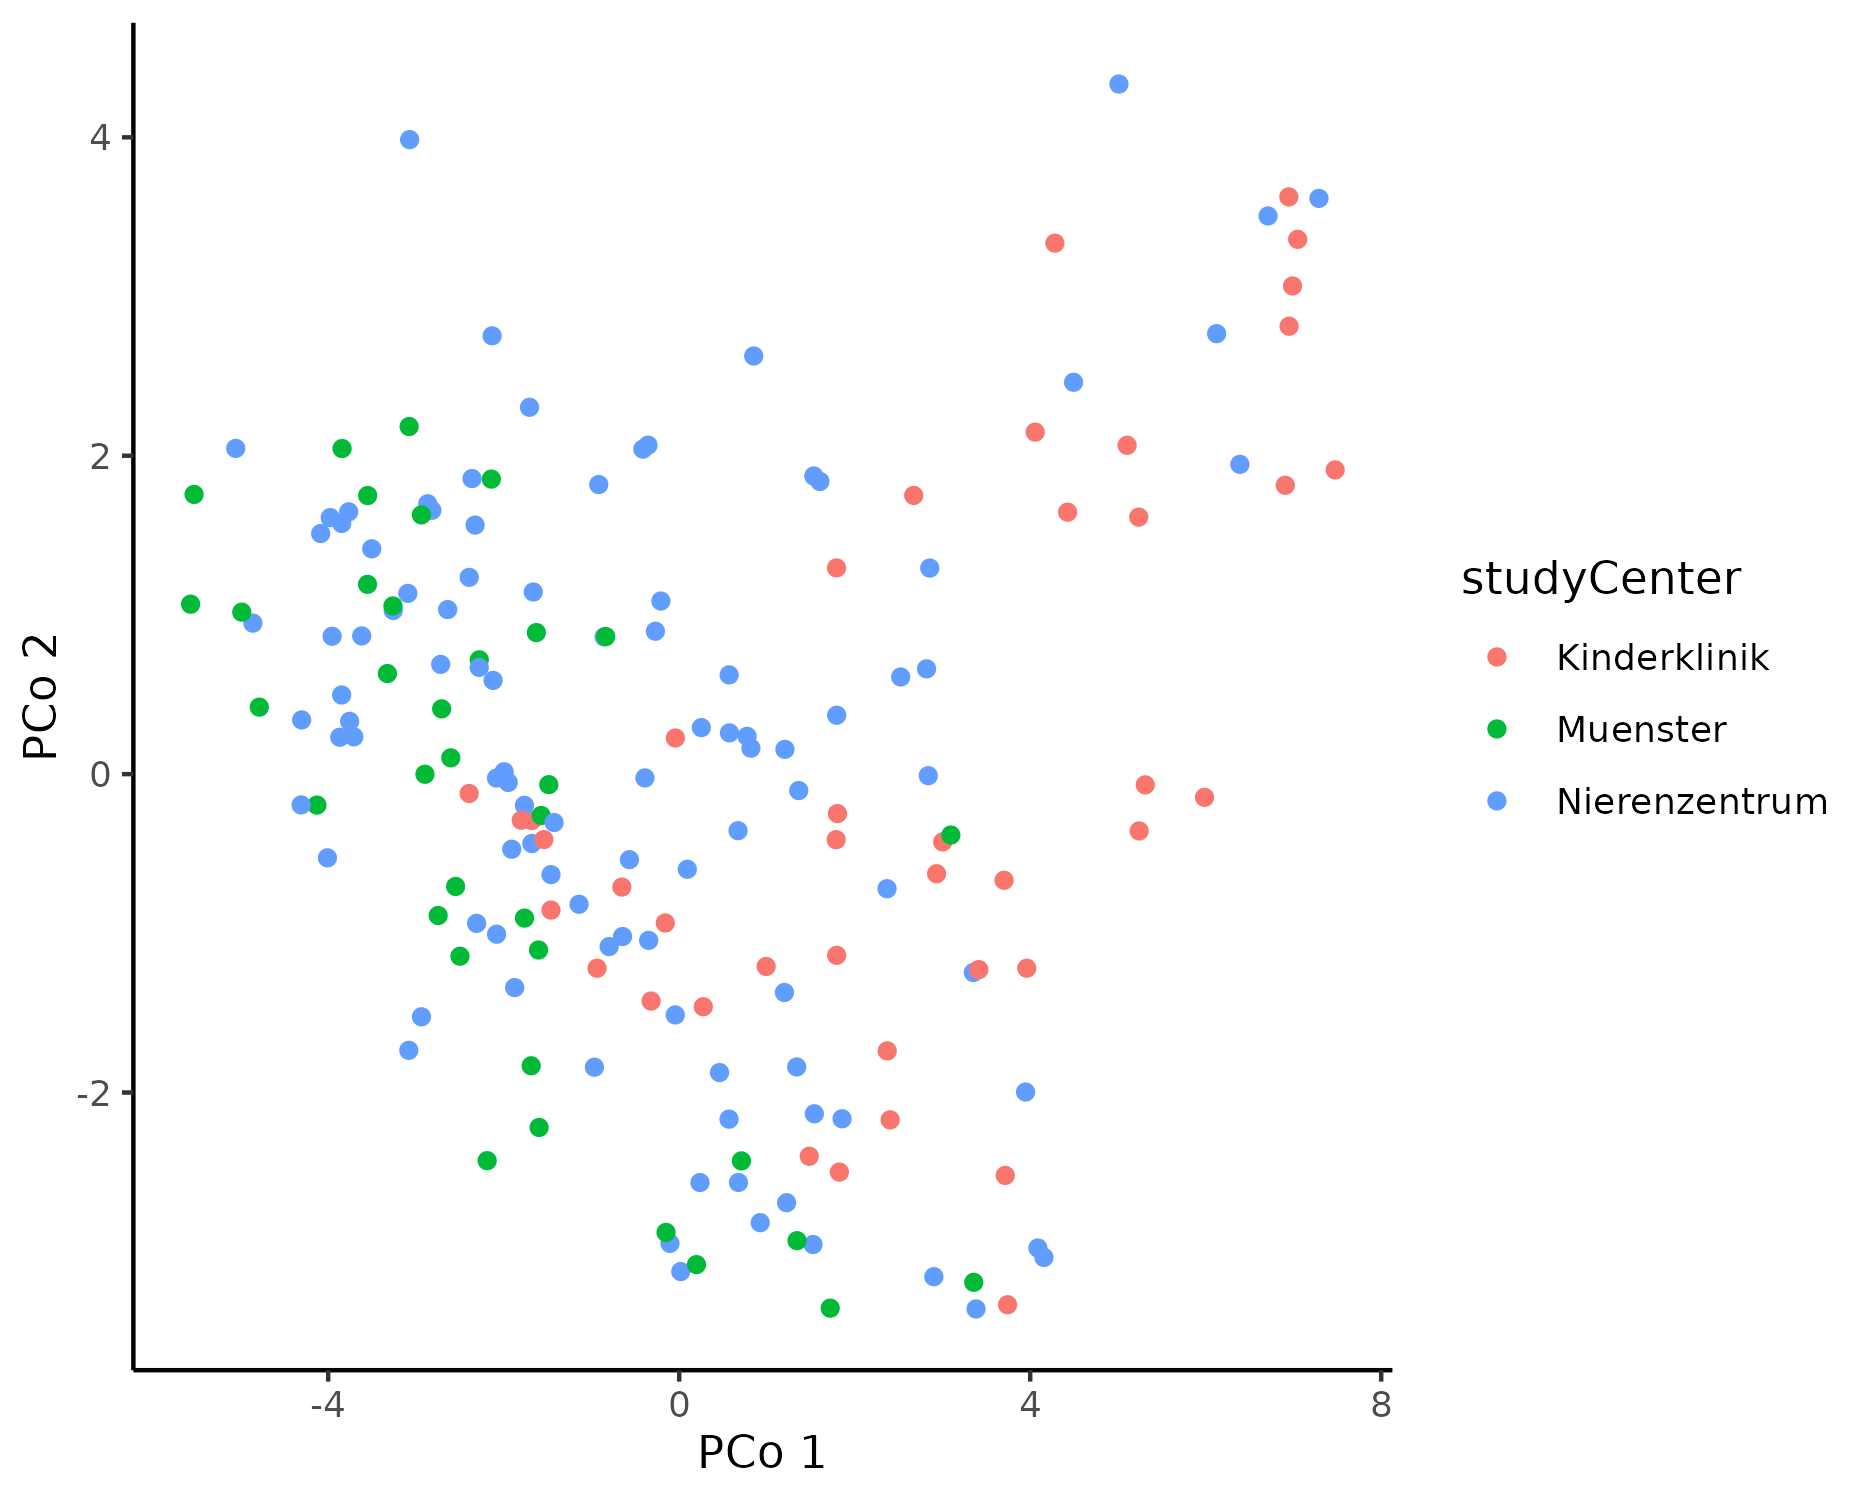 4
2
0
-2
-4
0
4
8
PCo 1
PCo 2
studyCenter
Kinderklinik
Muenster
Nierenzentrum